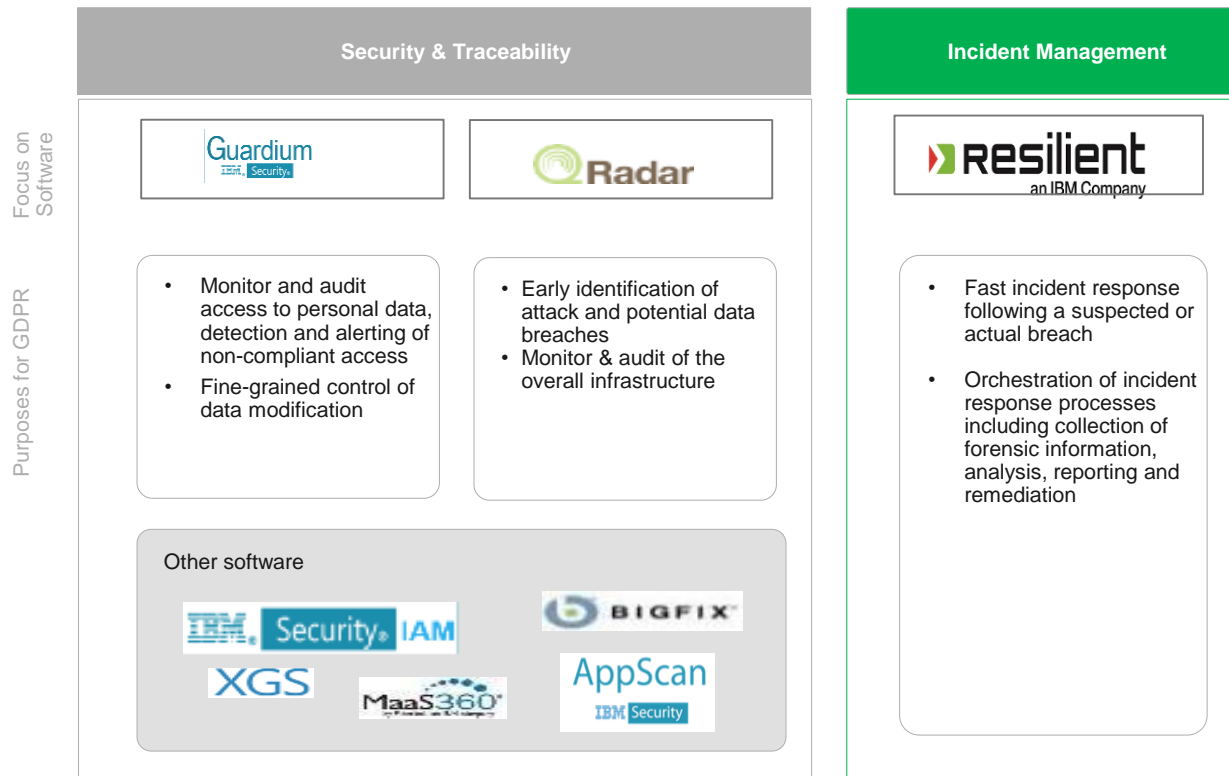 Security & Traceability
Incident Management
Focus on
Software
Guardium
IBM. Security®
QRadar
Resilient
an IBM Company
Purposes for GDPR
• Monitor and audit
access to personal data,
detection and alerting of
non-compliant access
• Fine-grained control of
data modification
• Early identification of
attack and potential data
breaches
• Monitor & audit of the
overall infrastructure
• Fast incident response
following a suspected or
actual breach
• Orchestration of incident
response processes
including collection of
forensic information,
analysis, reporting and
remediation
Other software
IBM. Security® IAM
BIGFIX
XGS
MaaS360
AppScan
IBM Security